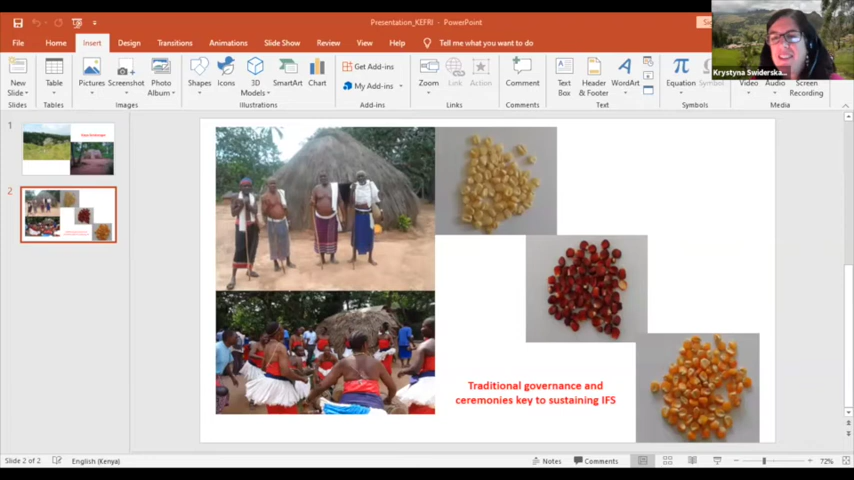 Presentation_KEFRI - PowerPoint
File Home Insert Design Transitions Animations Slide Show Review View Help Tell me what you want to do
New Slide
Slides
Table
Tables
Pictures
Screenshot
Photo Album
Images
Shapes
Icons
3D Models
SmartArt
Chart
Illustrations
Get Add-ins
My Add-ins
Add-ins
Zoom
Link
Action
Links
Comment
Comments
Text Box
Header & Footer
WordArt
Text
Equation
Symbol
Symbols
Video
Audio
Screen Recording
Media
Krystyna Swiderska...
1
2
Traditional governance and
ceremonies key to sustaining IFS
Slide 2 of 2 English (Kenya) Notes Comments 72%